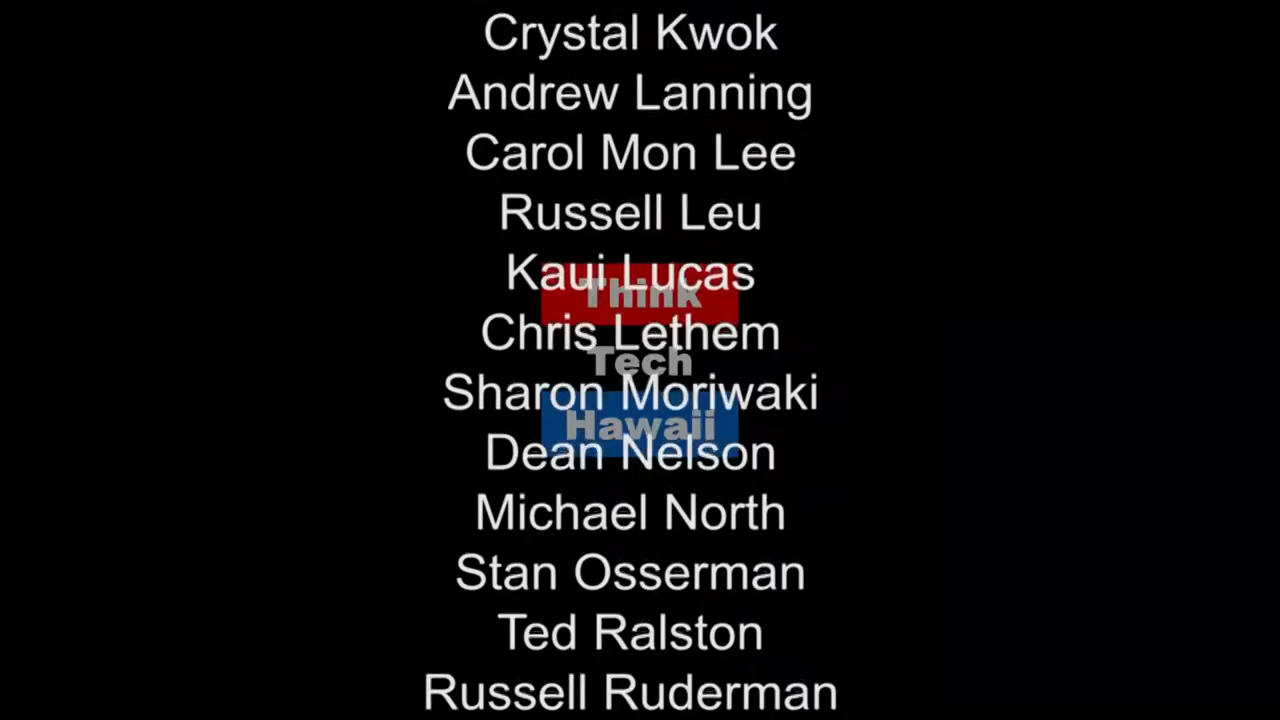 Crystal Kwok
Andrew Lanning
Carol Mon Lee
Russell Leu
Kaui Lucas
Think
Chris Lethem
Tech
Sharon Moriwaki
Hawaii
Dean Nelson
Michael North
Stan Osserman
Ted Ralston
Russell Ruderman